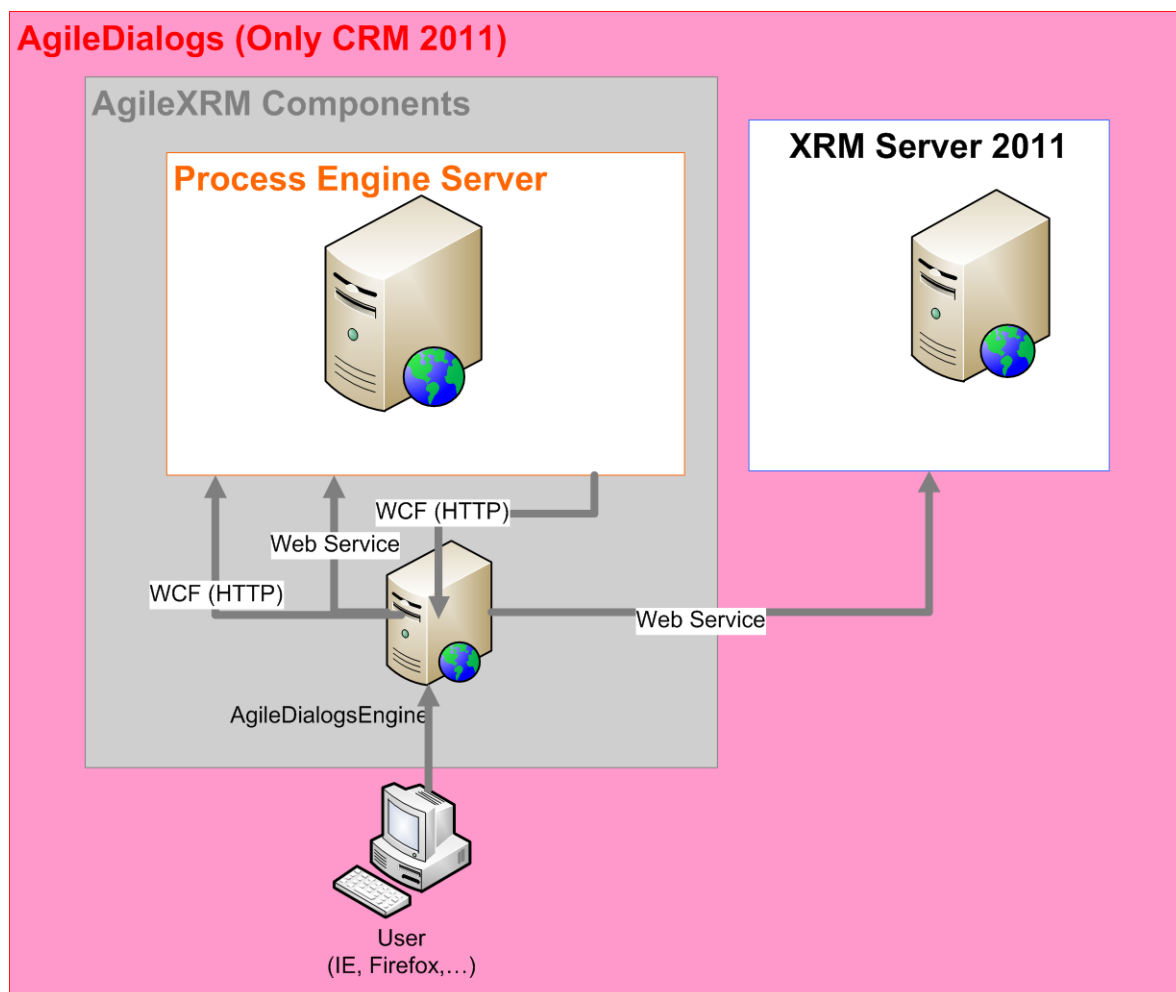 AgileDialogs (Only CRM 2011)
AgileXRM Components
Process Engine Server
XRM Server 2011
WCF (HTTP)
Web Service
WCF (HTTP)
Web Service
AgileDialogsEngine
User
(IE, Firefox,…)